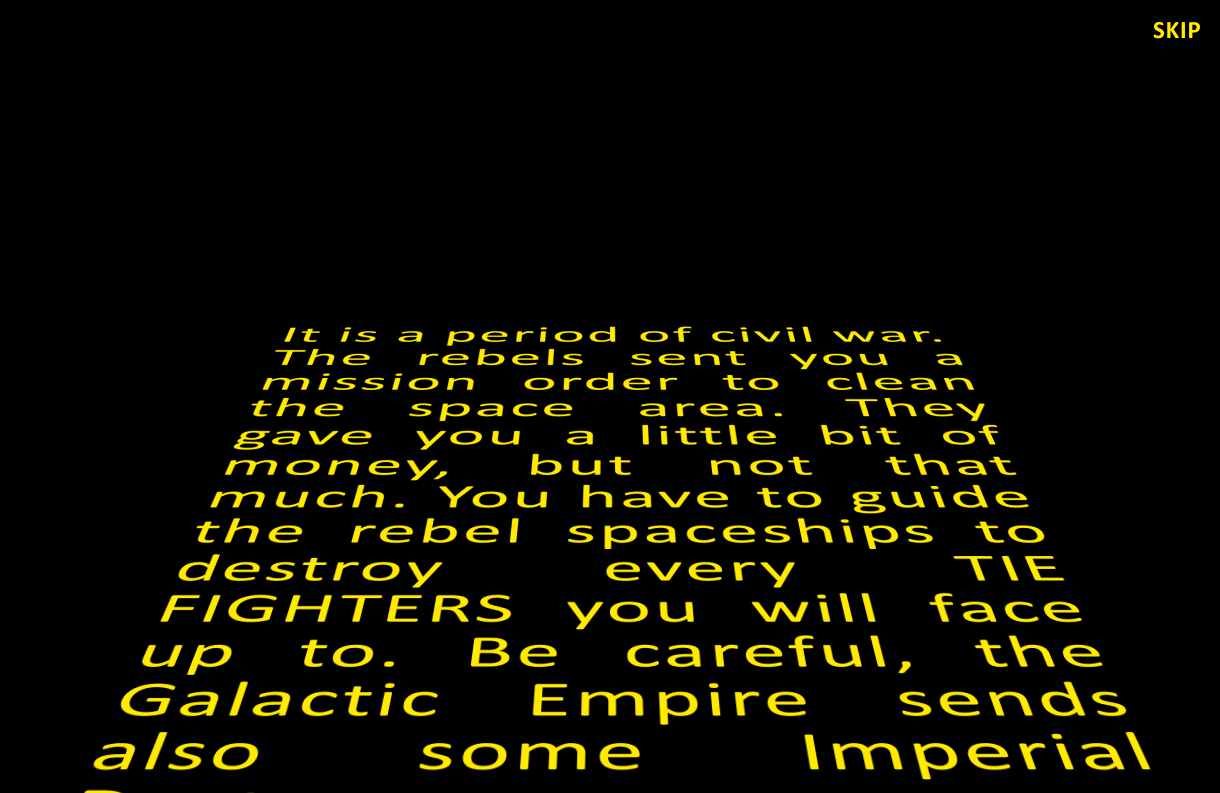 SKIP
It is a period of civil war.
The rebels sent you a
mission order to clean
the space area. They
gave you a little bit of
money, but not that
much. You have to guide
the rebel spaceships to
destroy every TIE
FIGHTERS you will face
up to. Be careful, the
Galactic Empire sends
also some Imperial